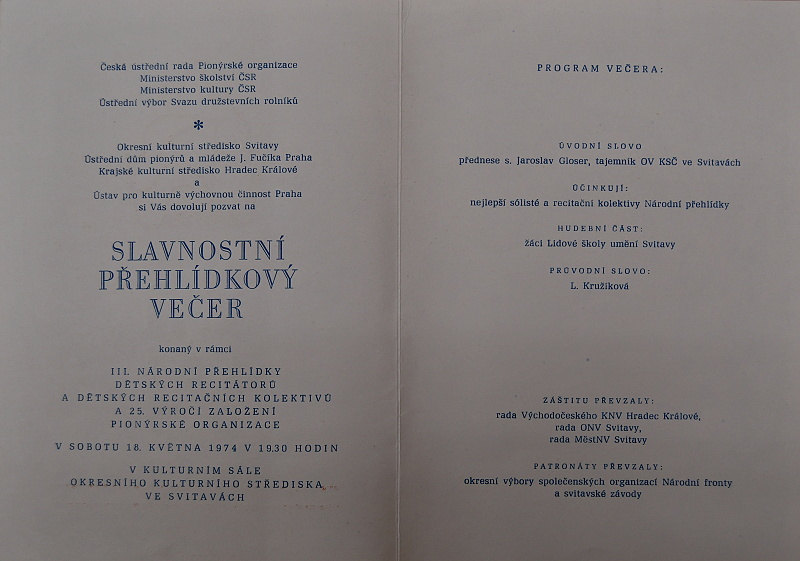 Česká ústřední rada Pionýrské organizace
Ministerstvo školství ČSR
Ministerstvo kultury ČSR
Ústřední výbor Svazu družstevních rolníků
*
Okresní kulturní středisko Svitavy
Ústřední dům pionýrů a mládeže J. Fučíka Praha
Krajské kulturní středisko Hradec Králové
a
Ústav pro kulturně výchovnou činnost Praha
si Vás dovolují pozvat na
SLAVNOSTNÍ
PŘEHLÍDKOVÝ
VEČER
konaný v rámci
III. NÁRODNÍ PŘEHLÍDKY
DĚTSKÝCH RECITÁTORŮ
A DĚTSKÝCH RECITAČNÍCH KOLEKTIVŮ
A 25. VÝROČÍ ZALOŽENÍ
PIONÝRSKÉ ORGANIZACE
V SOBOTU 18. KVĚTNA 1974 V 19.30 HODIN
V KULTURNÍM SÁLE
OKRESNÍHO KULTURNÍHO STŘEDISKA
VE SVITAVÁCH
PROGRAM VEČERA:
ÚVODNÍ SLOVO
přednese s. Jaroslav Gloser, tajemník OV KSČ ve Svitavách
ÚČINKUJÍ:
nejlepší sólisté a recitační kolektivy Národní přehlídky
HUDEBNÍ ČÁST:
žáci Lidové školy umění Svitavy
PRŮVODNÍ SLOVO:
L. Kružíková
ZÁŠTITU PŘEVZALY:
rada Východočeského KNV Hradec Králové,
rada ONV Svitavy,
rada MěstNV Svitavy
PATRONÁTY PŘEVZALY:
okresní výbory společenských organizací Národní fronty
a svitavské závody